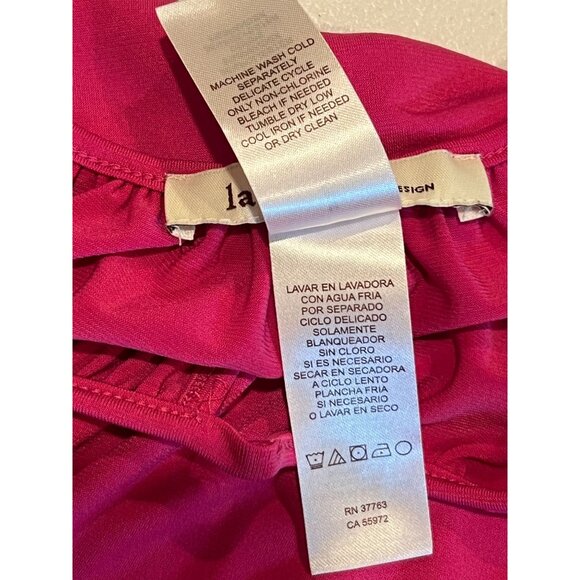 MACHINE WASH COLD
SEPARATELY
DELICATE CYCLE
ONLY NON-CHLORINE
BLEACH IF NEEDED
TUMBLE DRY LOW
COOL IRON IF NEEDED
OR DRY CLEAN
la
ESIGN
LAVAR EN LAVADORA
CON AGUA FRIA
POR SEPARADO
CICLO DELICADO
SOLAMENTE
BLANQUEADOR
SIN CLORO
SI ES NECESARIO
SECAR EN SECADORA
A CICLO LENTO
PLANCHA FRIA
SI NECESARIO
O LAVAR EN SECO
RN 37763
CA 55972